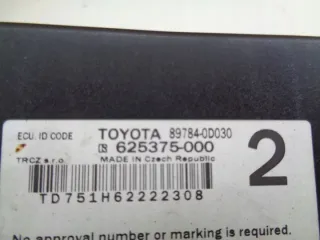 ECU. ID CODE TOYOTA 89784-0D030
625375-000 2
TRCZ s.r.o. MADE IN Czech Republic
TD751H62222308
No approval number or marking is required.